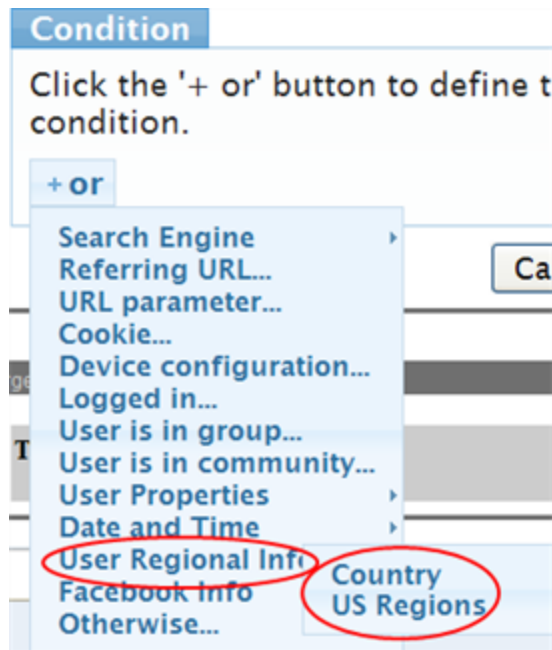 Condition
Click the '+ or' button to define t
condition.
+ or
Search Engine
Referring URL...
URL parameter...
Cookie...
Device configuration...
Logged in...
User is in group...
User is in community...
User Properties
Date and Time
User Regional Info
Facebook Info
Otherwise...
Country
US Regions
Ca
T